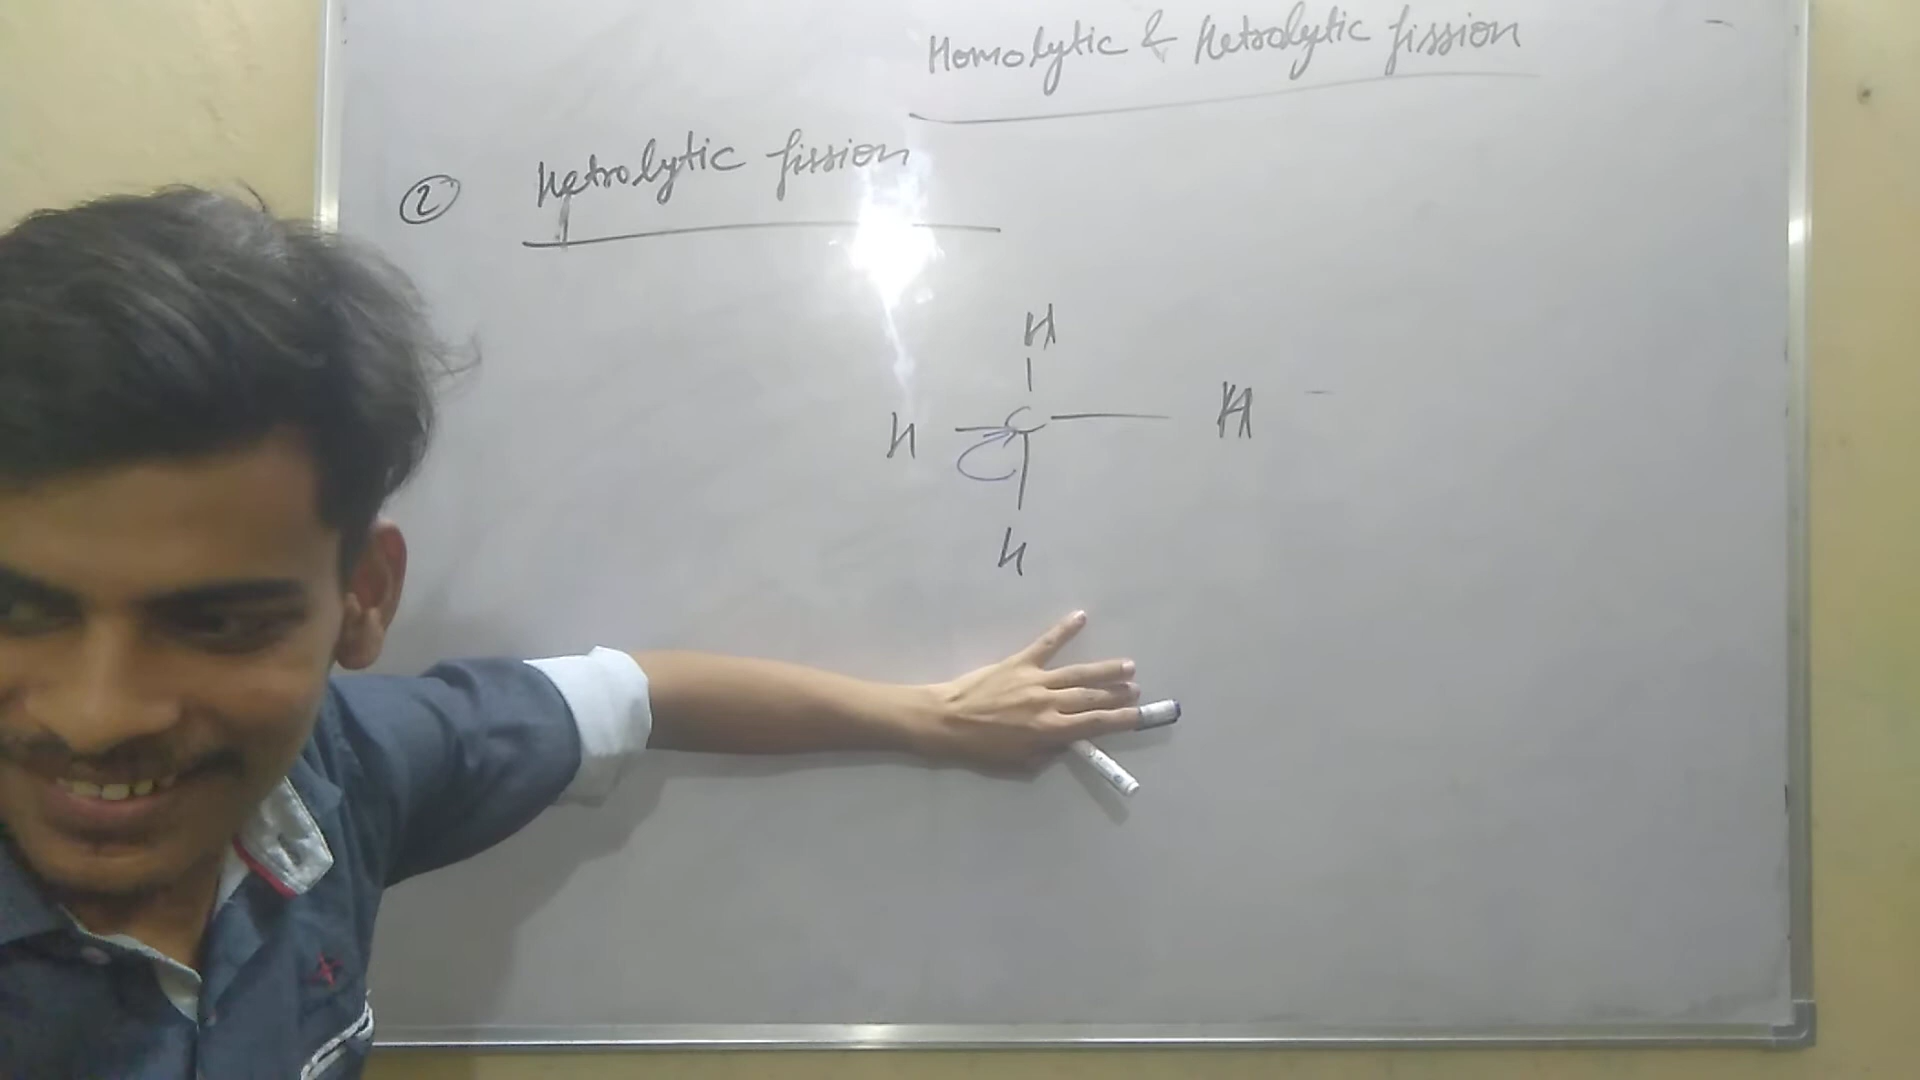 Homolytic & Hetrolytic fission
② Hetrolytic fission
H
H C H
H